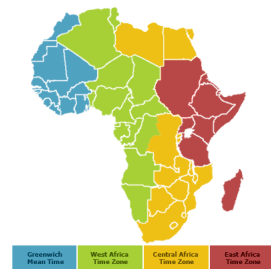 Greenwich
Mean Time
West Africa
Time Zone
Central Africa
Time Zone
East Africa
Time Zone